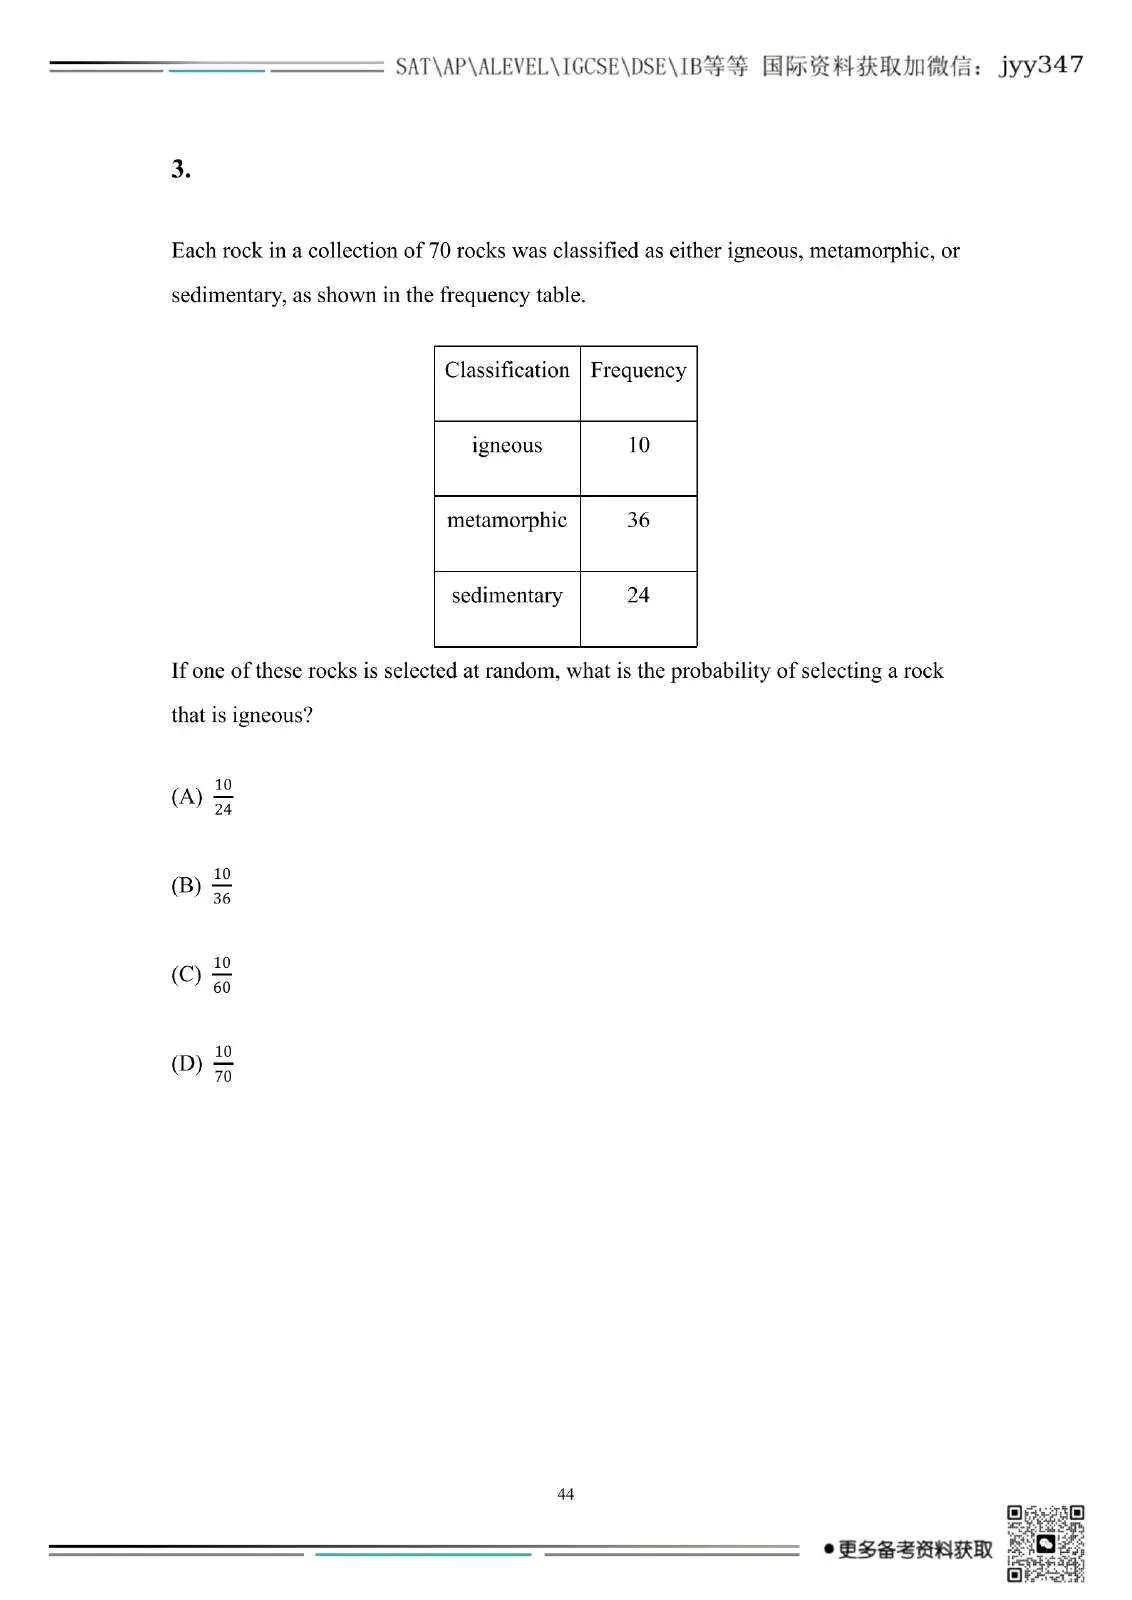 SAT\AP\ALEVEL\IGCSE\DSE\IB等等 国际资料获取加微信：jyy347
3.
Each rock in a collection of 70 rocks was classified as either igneous, metamorphic, or
sedimentary, as shown in the frequency table.
Classification Frequency
igneous 10
metamorphic 36
sedimentary 24
If one of these rocks is selected at random, what is the probability of selecting a rock
that is igneous?
(A) 10/24
(B) 10/36
(C) 10/60
(D) 10/70
44
●更多备考资料获取